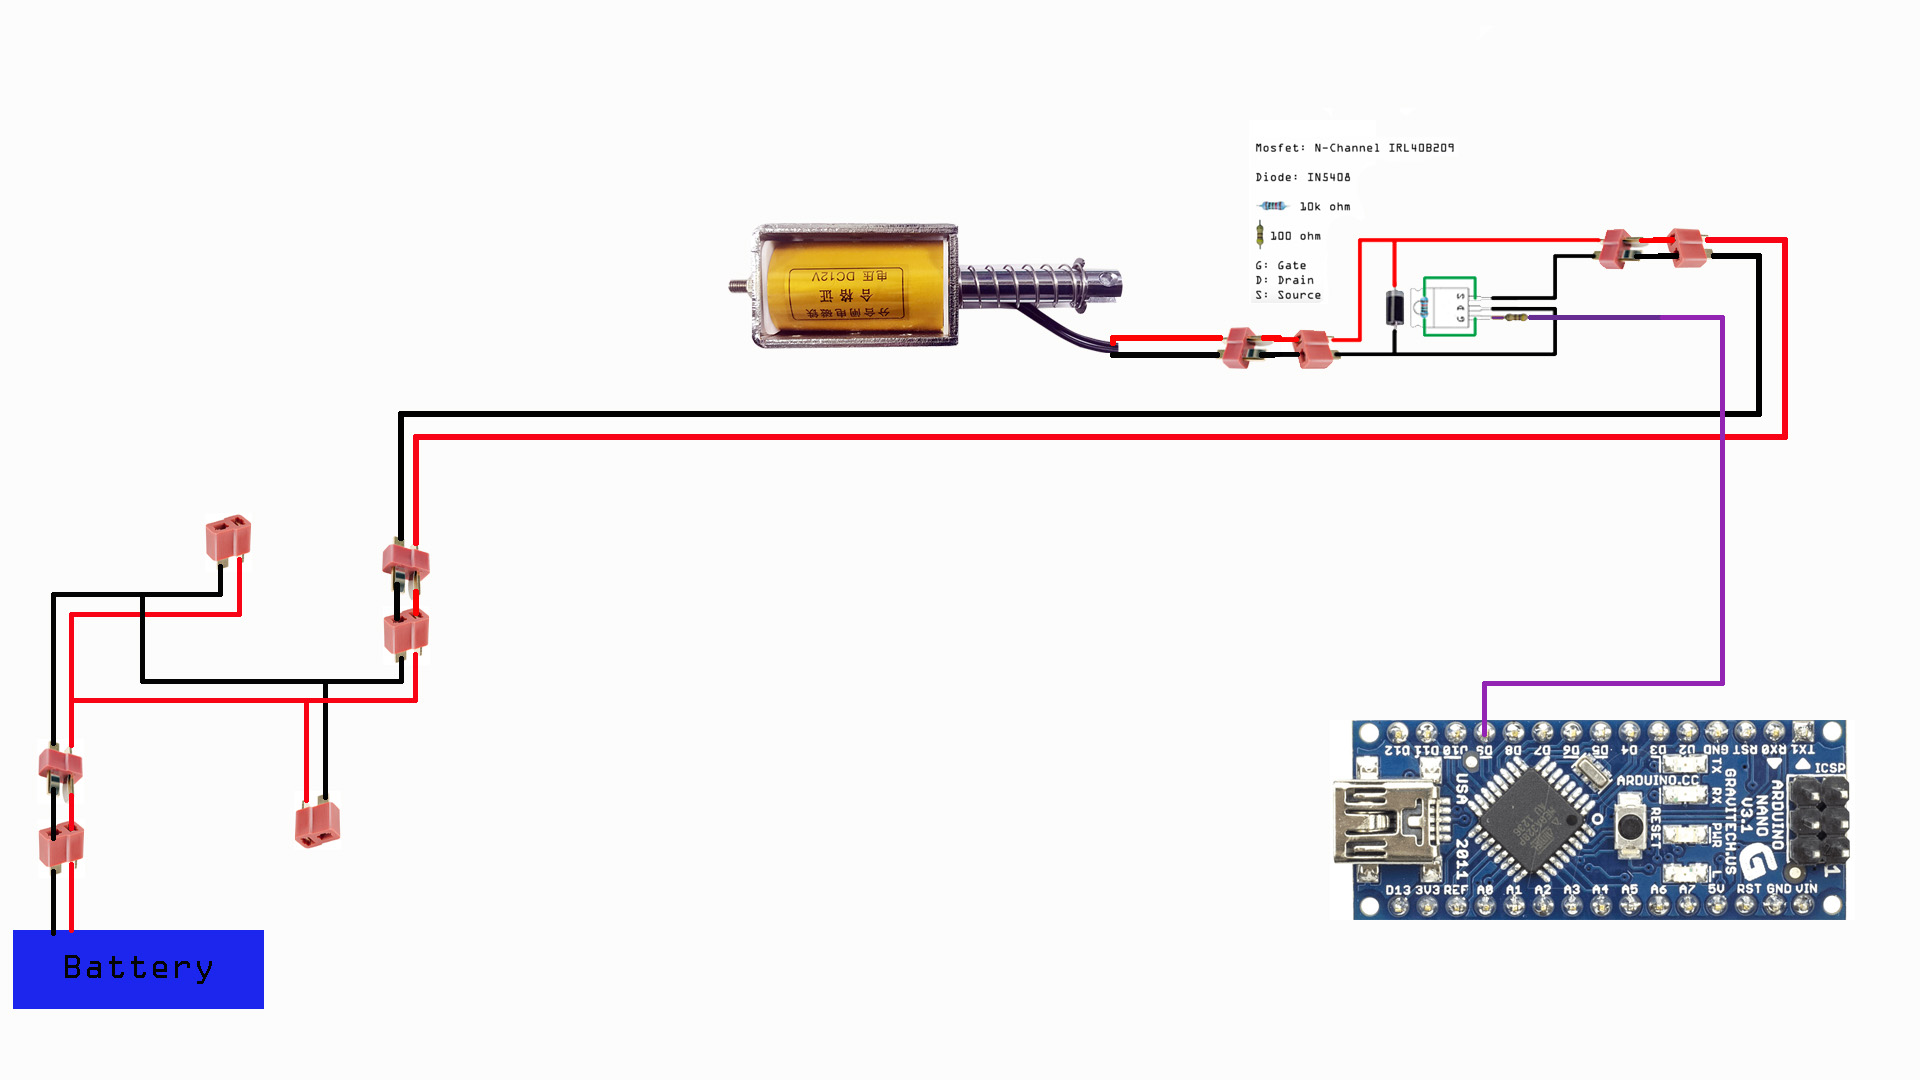 Mosfet: N-Channel IRL40B209
Diode: IN5408
10k ohm
100 ohm
G: Gate
D: Drain
S: Source
电压 DC12V
合格证
分合闸电磁铁
S
D
G
D12 D11 D10 D9 D8 D7 D6 D5 D4 D3 D2 GND RST RX0 TX1
ICSP
ARDUINO.CC
TX
RX
PWR
L
RESET
USA
2011
GRAVITECH.US
ARDUINO
NANO
V3.1
G
1
D13 3V3 REF A0 A1 A2 A3 A4 A5 A6 A7 5V RST GND VIN
Battery